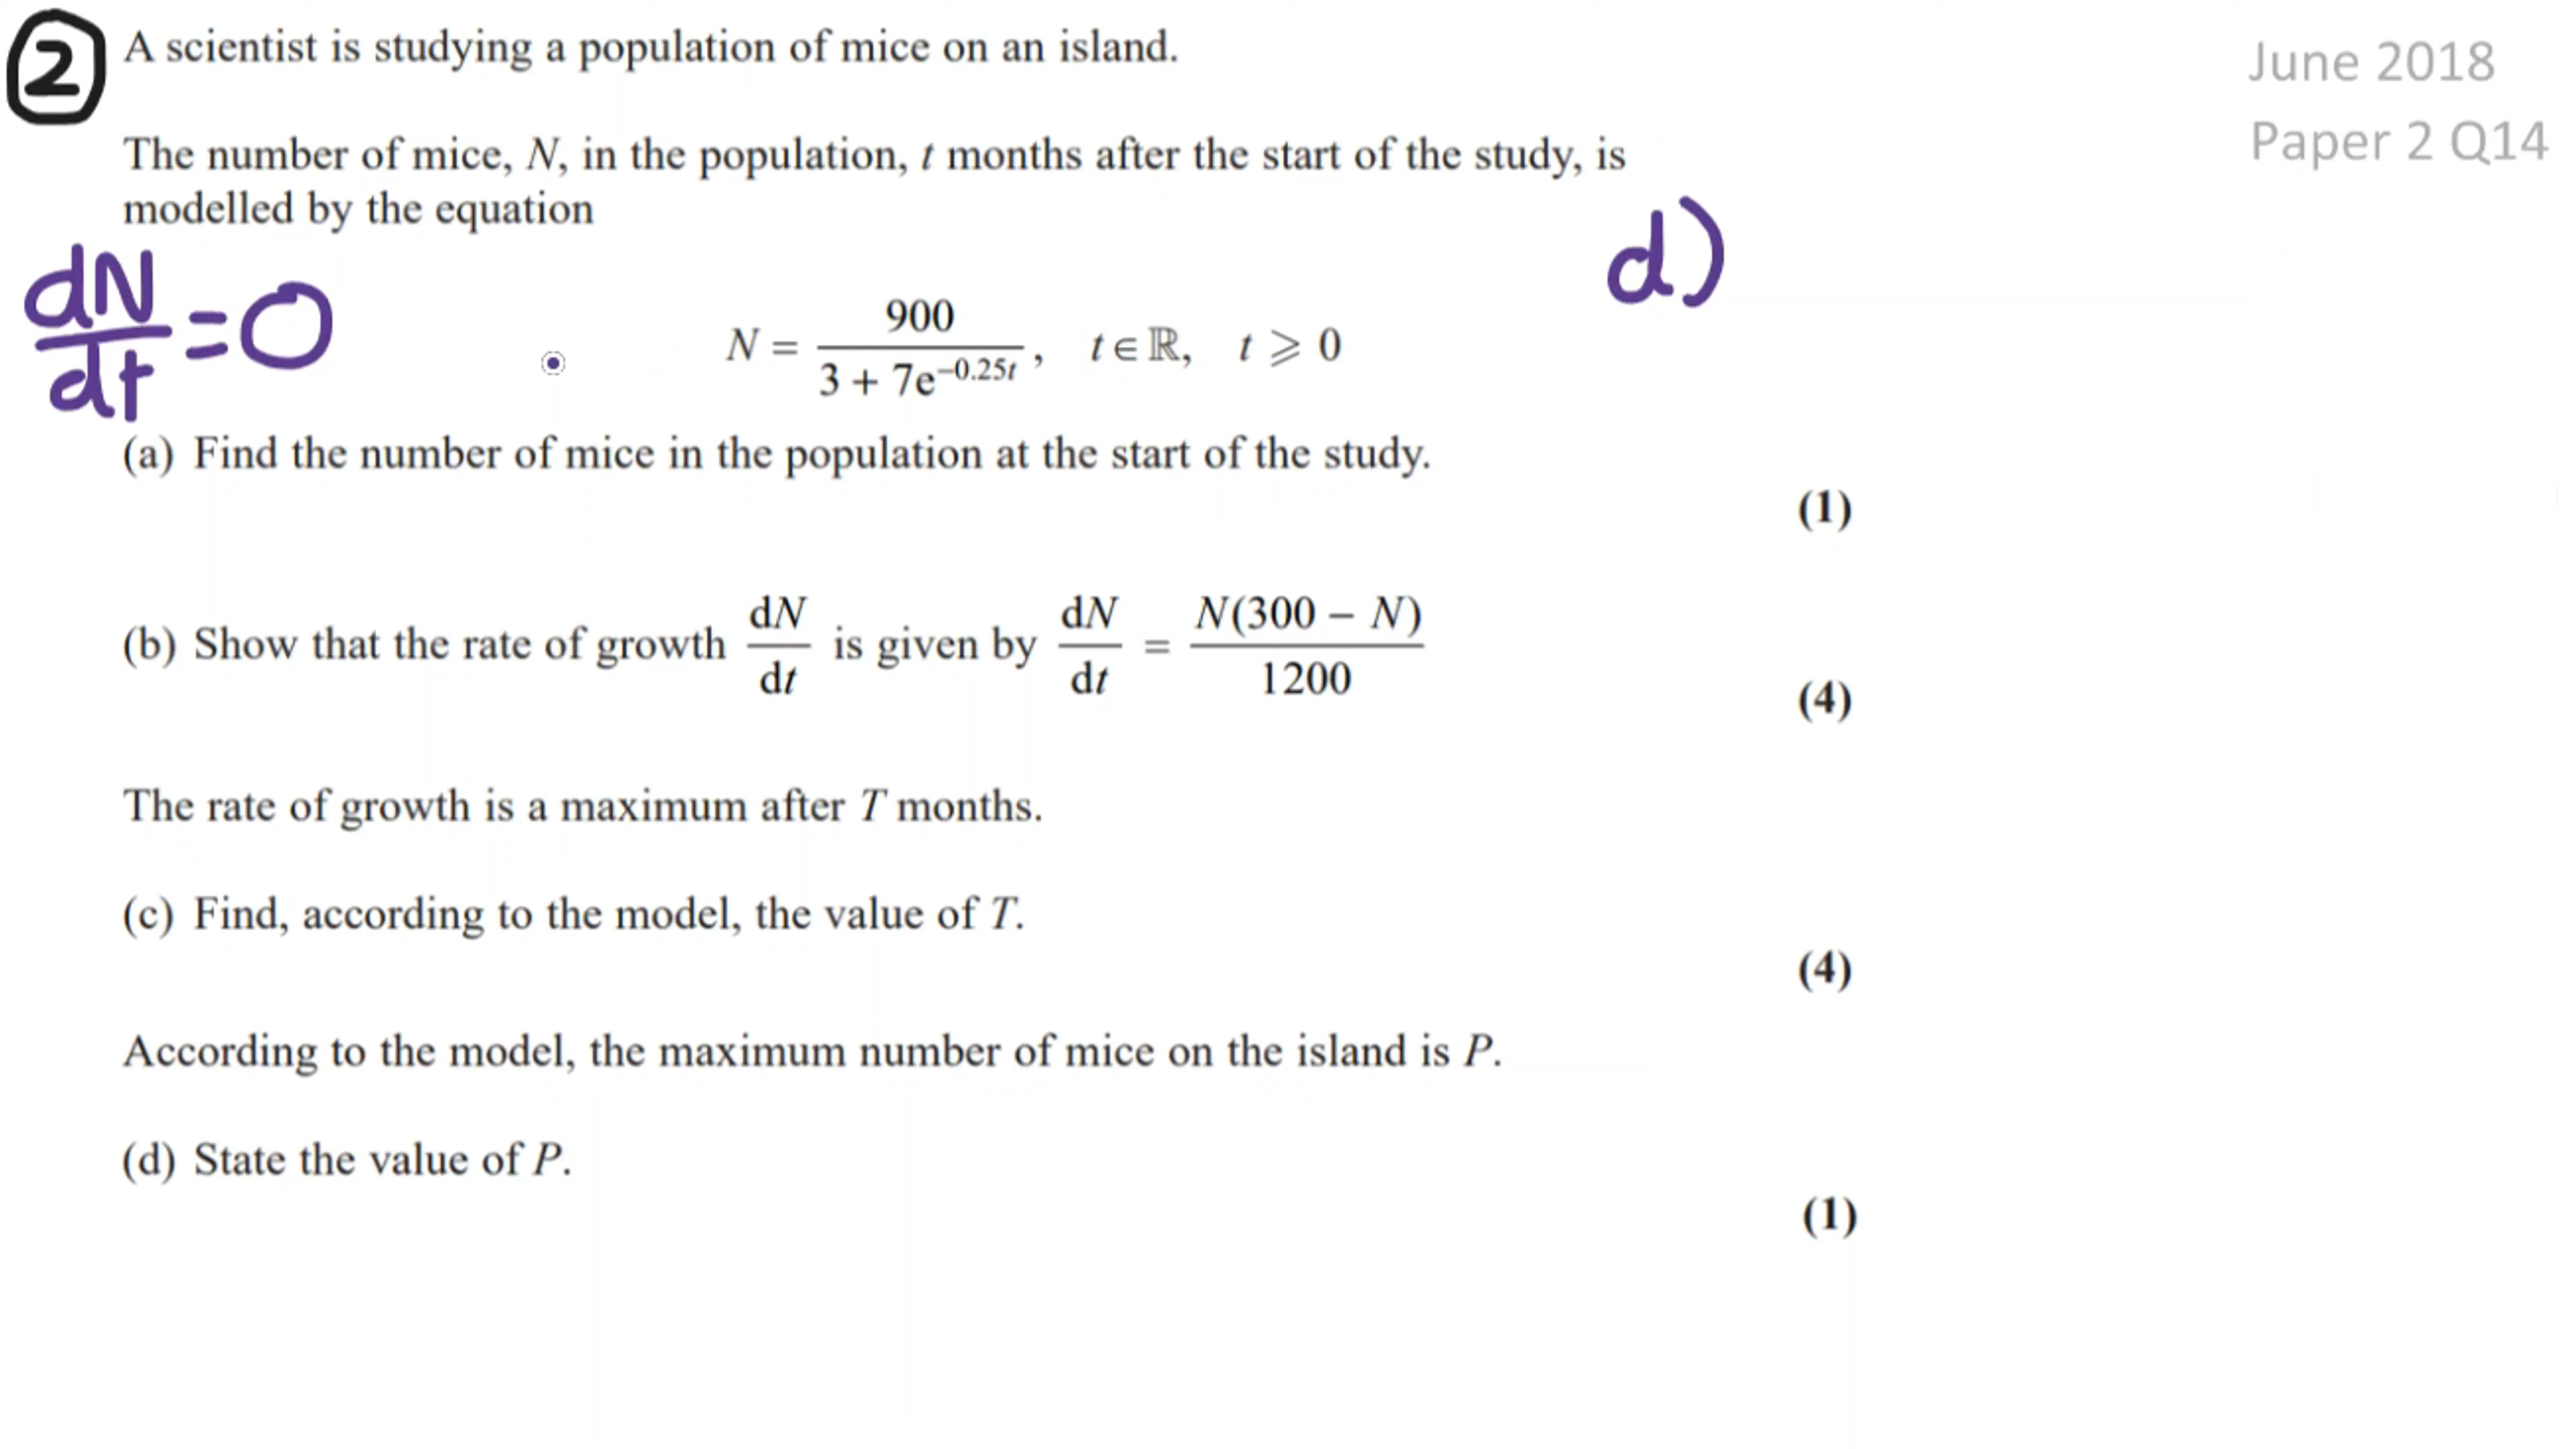 2 A scientist is studying a population of mice on an island.
June 2018
Paper 2 Q14
The number of mice, N, in the population, t months after the start of the study, is
modelled by the equation
d)
dN/dt = 0
N = 900/(3 + 7e^(−0.25t)), t ∈ ℝ, t ⩾ 0
(a) Find the number of mice in the population at the start of the study.
(1)
(b) Show that the rate of growth dN/dt is given by dN/dt = N(300 − N)/1200
(4)
The rate of growth is a maximum after T months.
(c) Find, according to the model, the value of T.
(4)
According to the model, the maximum number of mice on the island is P.
(d) State the value of P.
(1)